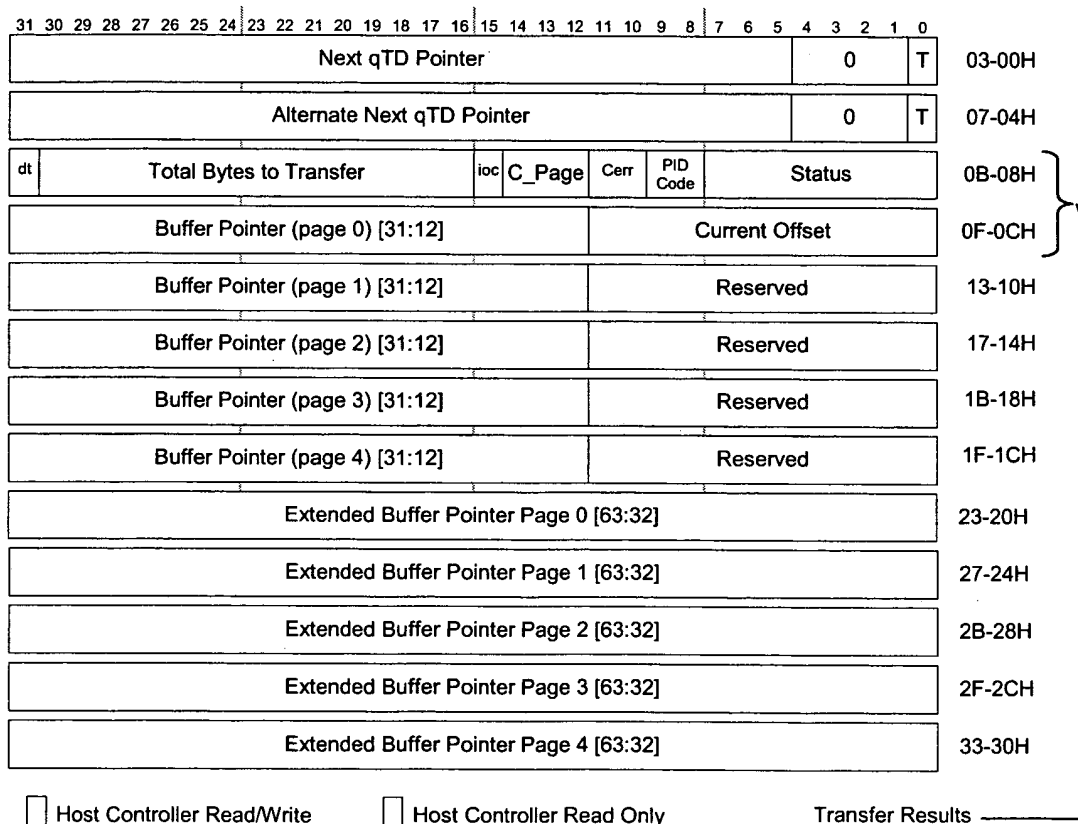 31 30 29 28 27 26 25 24 23 22 21 20 19 18 17 16 15 14 13 12 11 10 9 8 7 6 5 4 3 2 1 0
Next qTD Pointer 0 T 03-00H
Alternate Next qTD Pointer 0 T 07-04H
dt Total Bytes to Transfer ioc C_Page Cerr PID Code Status 0B-08H
Buffer Pointer (page 0) [31:12] Current Offset 0F-0CH
Buffer Pointer (page 1) [31:12] Reserved 13-10H
Buffer Pointer (page 2) [31:12] Reserved 17-14H
Buffer Pointer (page 3) [31:12] Reserved 1B-18H
Buffer Pointer (page 4) [31:12] Reserved 1F-1CH
Extended Buffer Pointer Page 0 [63:32] 23-20H
Extended Buffer Pointer Page 1 [63:32] 27-24H
Extended Buffer Pointer Page 2 [63:32] 2B-28H
Extended Buffer Pointer Page 3 [63:32] 2F-2CH
Extended Buffer Pointer Page 4 [63:32] 33-30H
Host Controller Read/Write Host Controller Read Only Transfer Results